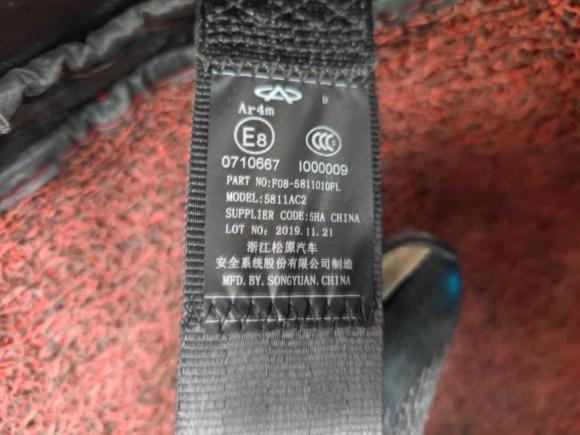 D
Ar4m
E8 CCC
0710667 I000009
PART NO:F08-5811010FL
MODEL:5811AC2
SUPPLIER CODE:5HA CHINA
LOT NO: 2019.11.21
浙江松原汽车
安全系统股份有限公司制造
MFD.BY.SONGYUAN.CHINA